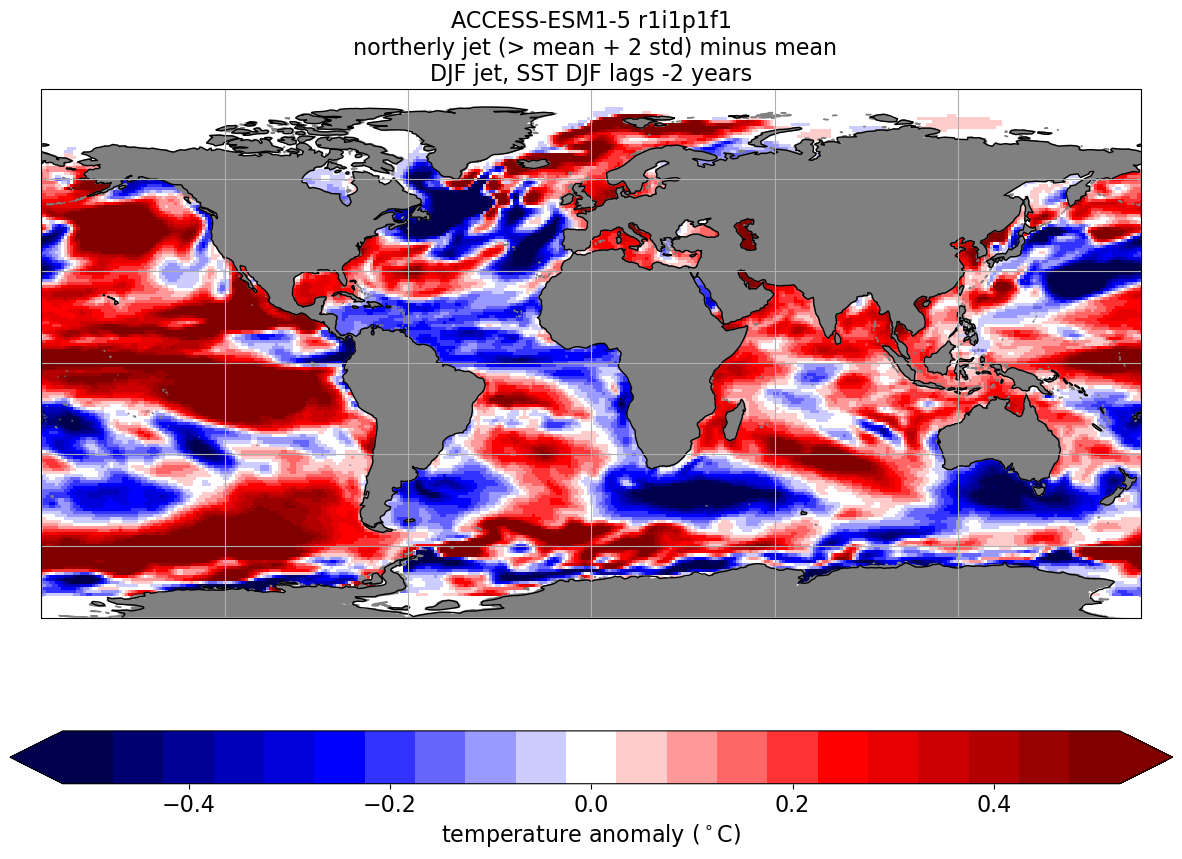 ACCESS-ESM1-5 r1i1p1f1
northerly jet (> mean + 2 std) minus mean
DJF jet, SST DJF lags -2 years
−0.4 −0.2 0.0 0.2 0.4
temperature anomaly (°C)